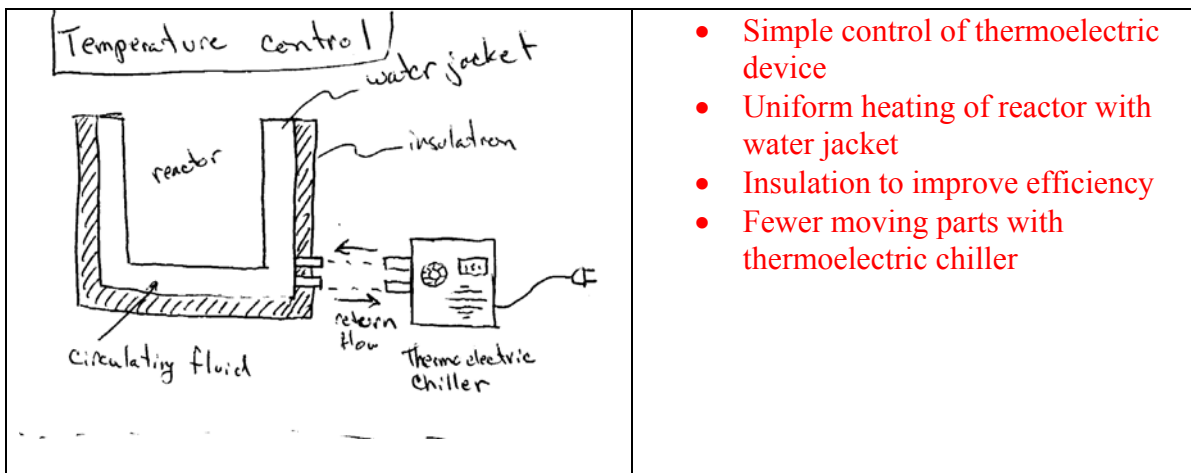 Temperature control
water jacket
insulation
reactor
return
flow
circulating fluid
Thermoelectric
Chiller
• Simple control of thermoelectric
device
• Uniform heating of reactor with
water jacket
• Insulation to improve efficiency
• Fewer moving parts with
thermoelectric chiller